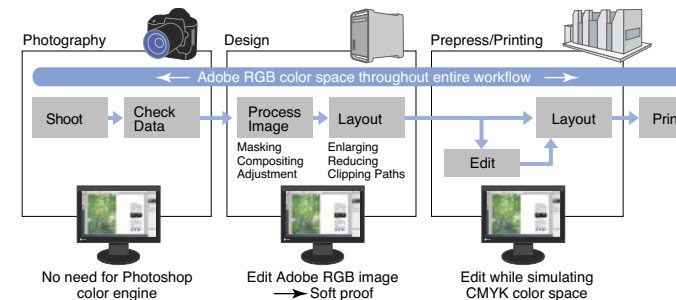 Photography
Design
Prepress/Printing
Adobe RGB color space throughout entire workflow
Shoot
Check
Data
Process
Image
Layout
Layout
Masking
Compositing
Adjustment
Enlarging
Reducing
Clipping Paths
Edit
No need for Photoshop
color engine
Edit Adobe RGB image
→ Soft proof
Edit while simulating
CMYK color space